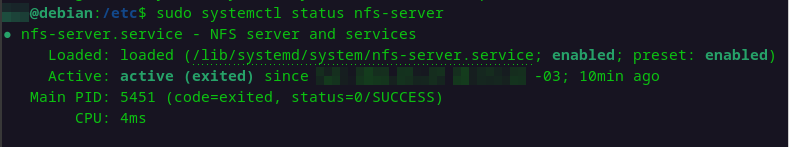 @debian:/etc$ sudo systemctl status nfs-server
● nfs-server.service - NFS server and services
Loaded: loaded (/lib/systemd/system/nfs-server.service; enabled; preset: enabled)
Active: active (exited) since -03; 10min ago
Main PID: 5451 (code=exited, status=0/SUCCESS)
CPU: 4ms